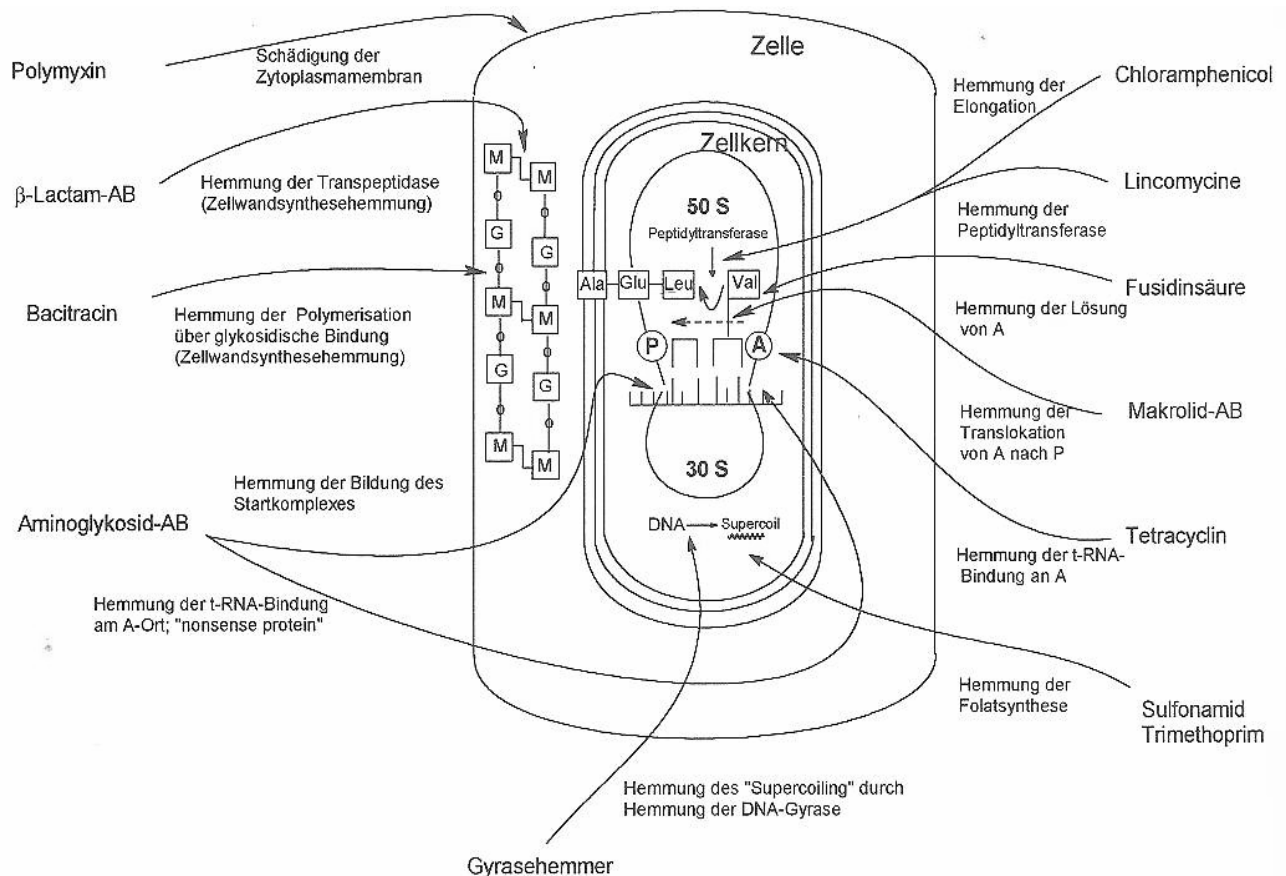 Zelle
Polymyxin
Schädigung der
Zytoplasmamembran
Chloramphenicol
Hemmung der
Elongation
Zellkern
β-Lactam-AB
Hemmung der Transpeptidase
(Zellwandsynthesehemmung)
M
M
G
G
M
M
G
G
M
M
50 S
Peptidyltransferase
Lincomycine
Hemmung der
Peptidyltransferase
Ala
Glu
Leu
Val
Fusidinsäure
Hemmung der Lösung
von A
Bacitracin
Hemmung der Polymerisation
über glykosidische Bindung
(Zellwandsynthesehemmung)
P
A
Makrolid-AB
Hemmung der
Translokation
von A nach P
30 S
Hemmung der Bildung des
Startkomplexes
Aminoglykosid-AB
DNA
Supercoil
Tetracyclin
Hemmung der t-RNA-
Bindung an A
Hemmung der t-RNA-Bindung
am A-Ort; "nonsense protein"
Hemmung der
Folatsynthese
Sulfonamid
Trimethoprim
Hemmung des "Supercoiling" durch
Hemmung der DNA-Gyrase
Gyrasehemmer